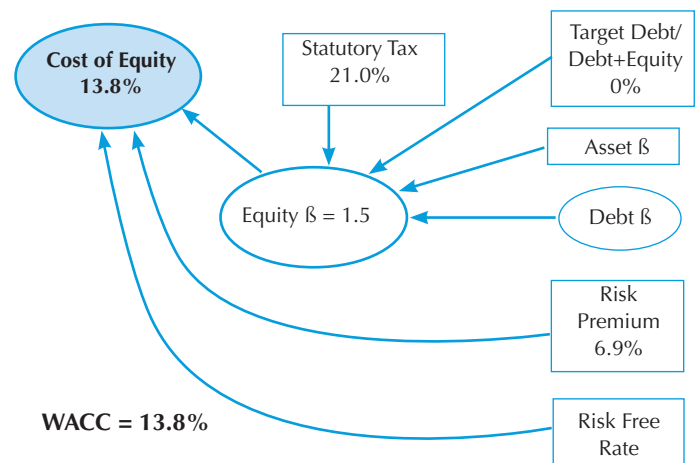 Cost of Equity
13.8%
Statutory Tax
21.0%
Target Debt/
Debt+Equity
0%
Asset ß
Equity ß = 1.5
Debt ß
Risk
Premium
6.9%
WACC = 13.8%
Risk Free
Rate